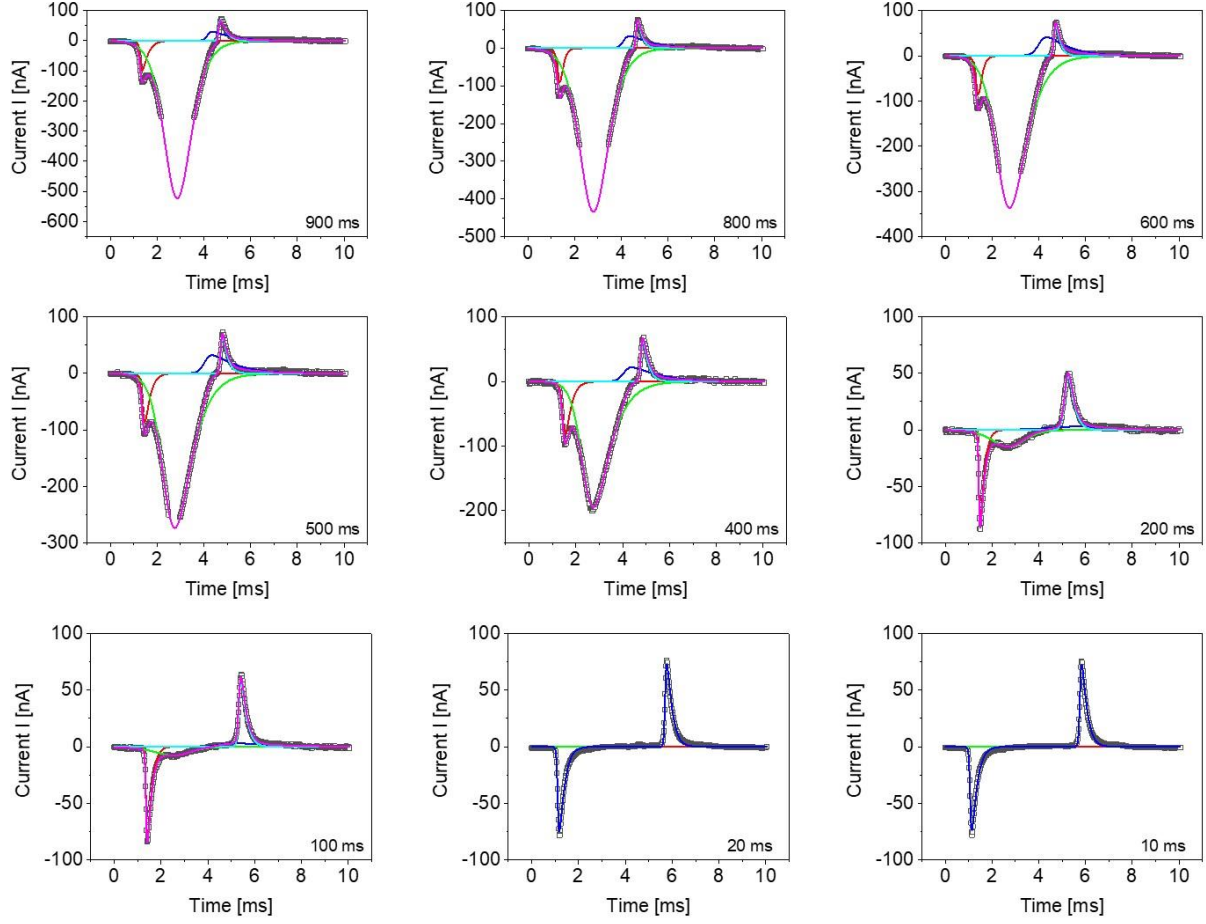 100
0
-100
-200
-300
-400
-500
-600
Current I [nA]
0 2 4 6 8 10
Time [ms]
900 ms
100
0
-100
-200
-300
-400
-500
Current I [nA]
0 2 4 6 8 10
Time [ms]
800 ms
100
0
-100
-200
-300
-400
Current I [nA]
0 2 4 6 8 10
Time [ms]
600 ms
100
0
-100
-200
-300
Current I [nA]
0 2 4 6 8 10
Time [ms]
500 ms
100
0
-100
-200
Current I [nA]
0 2 4 6 8 10
Time [ms]
400 ms
100
50
0
-50
-100
Current I [nA]
0 2 4 6 8 10
Time [ms]
200 ms
100
50
0
-50
-100
Current I [nA]
0 2 4 6 8 10
Time [ms]
100 ms
100
50
0
-50
-100
Current I [nA]
0 2 4 6 8 10
Time [ms]
20 ms
100
50
0
-50
-100
Current I [nA]
0 2 4 6 8 10
Time [ms]
10 ms